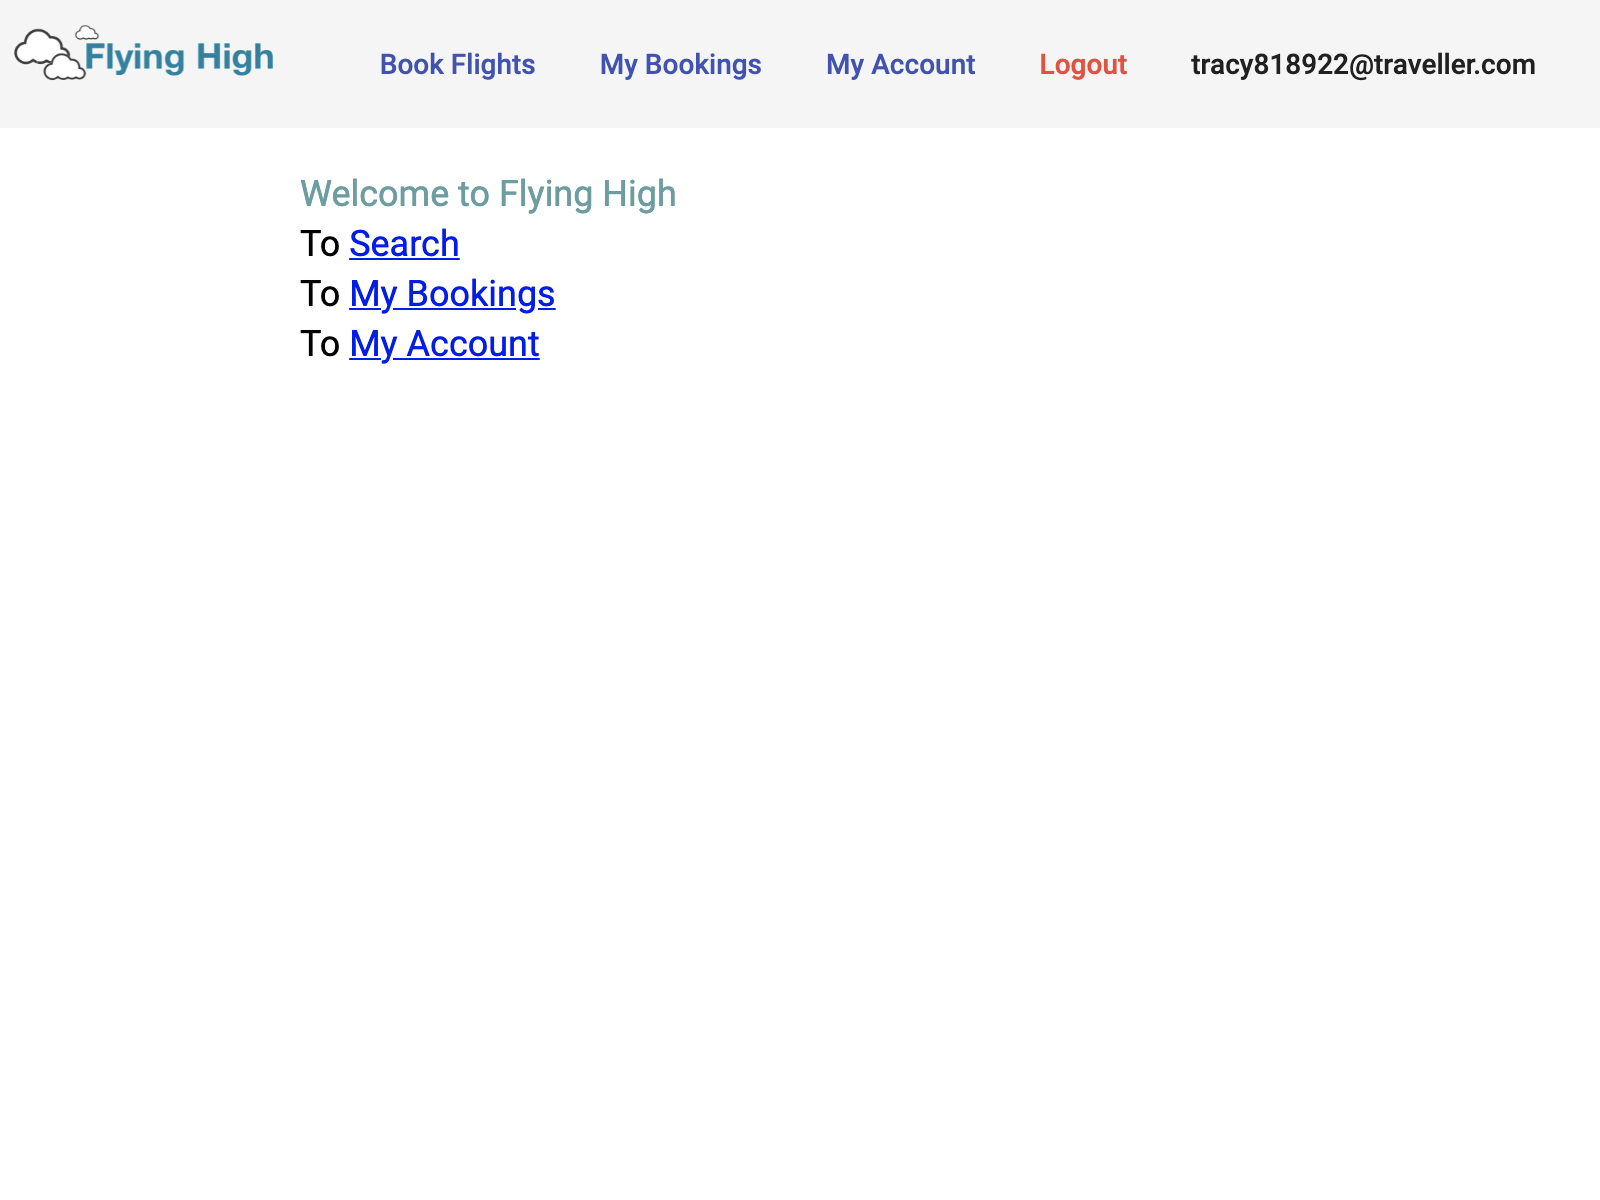 Flying High
Book Flights My Bookings My Account Logout tracy818922@traveller.com
Welcome to Flying High
To Search
To My Bookings
To My Account